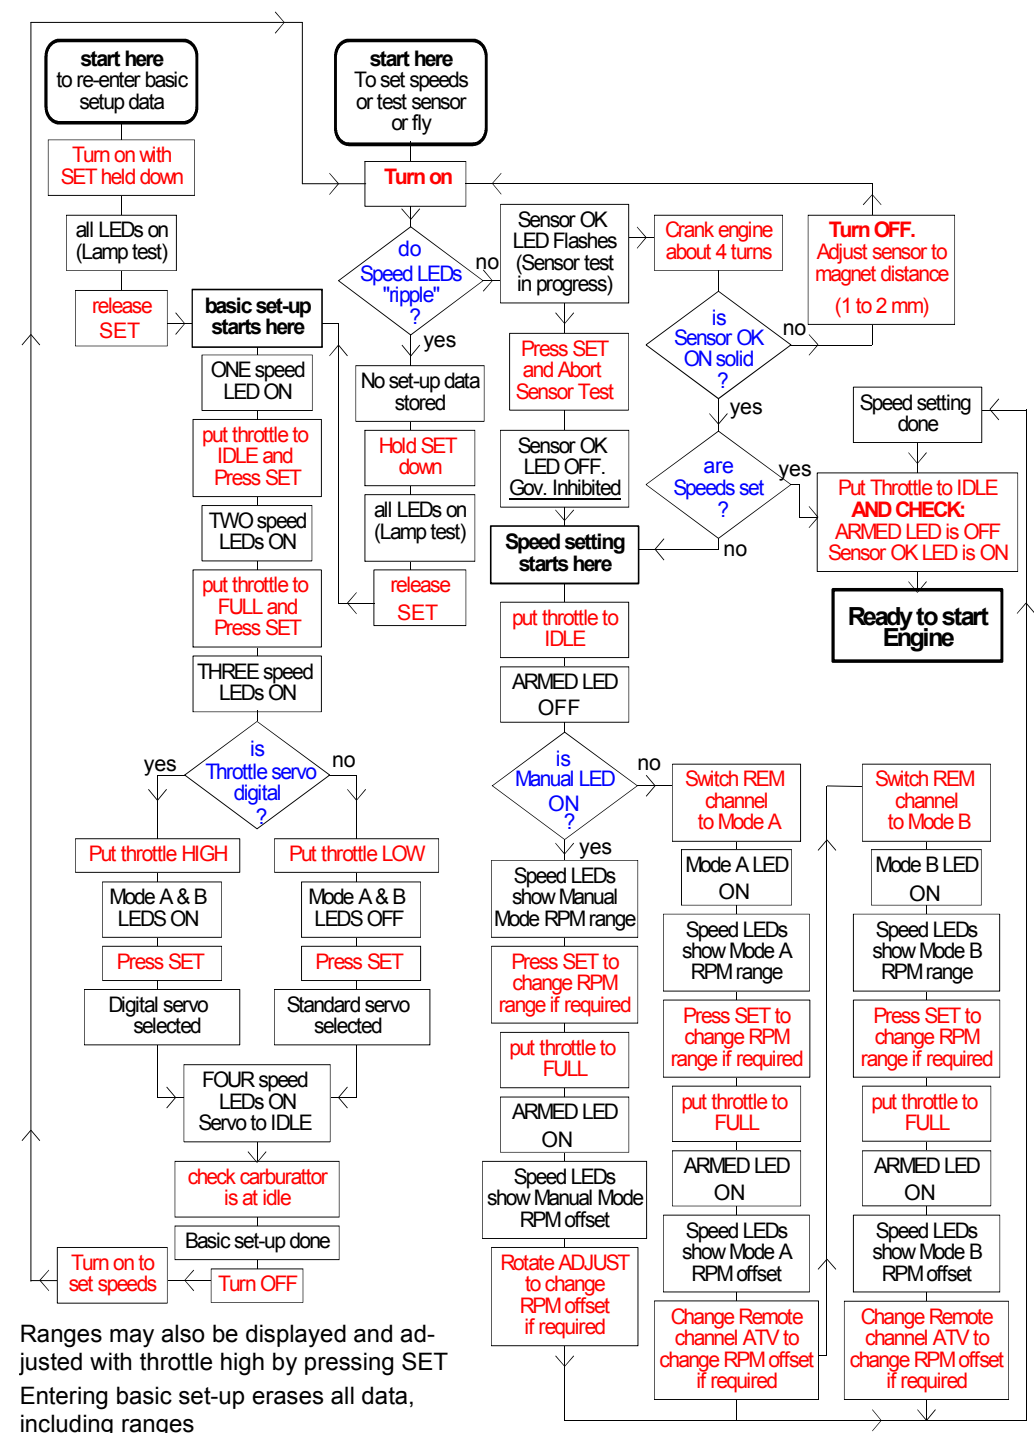 start here
to re-enter basic
setup data
Turn on with
SET held down
all LEDs on
(Lamp test)
release
SET
basic set-up
starts here
ONE speed
LED ON
put throttle to
IDLE and
Press SET
TWO speed
LEDs ON
put throttle to
FULL and
Press SET
THREE speed
LEDs ON
is
Throttle servo
digital
?
yes
no
Put throttle HIGH
Mode A & B
LEDS ON
Press SET
Digital servo
selected
Put throttle LOW
Mode A & B
LEDS OFF
Press SET
Standard servo
selected
FOUR speed
LEDs ON
Servo to IDLE
check carburattor
is at idle
Basic set-up done
Turn OFF
Turn on to
set speeds
start here
To set speeds
or test sensor
or fly
Turn on
do
Speed LEDs
"ripple"
?
no
yes
No set-up data
stored
Hold SET
down
all LEDs on
(Lamp test)
release
SET
Sensor OK
LED Flashes
(Sensor test
in progress)
Press SET
and Abort
Sensor Test
Sensor OK
LED OFF.
Gov. Inhibited
Speed setting
starts here
Crank engine
about 4 turns
is
Sensor OK
ON solid
?
no
yes
Turn OFF.
Adjust sensor to
magnet distance
(1 to 2 mm)
are
Speeds set
?
yes
no
Speed setting
done
Put Throttle to IDLE
AND CHECK:
ARMED LED is OFF
Sensor OK LED is ON
Ready to start
Engine
put throttle to
IDLE
ARMED LED
OFF
is
Manual LED
ON
?
no
yes
Speed LEDs
show Manual
Mode RPM range
Press SET to
change RPM
range if required
put throttle to
FULL
ARMED LED
ON
Speed LEDs
show Manual Mode
RPM offset
Rotate ADJUST
to change
RPM offset
if required
Switch REM
channel
to Mode A
Mode A LED
ON
Speed LEDs
show Mode A
RPM range
Press SET to
change RPM
range if required
put throttle to
FULL
ARMED LED
ON
Speed LEDs
show Mode A
RPM offset
Change Remote
channel ATV to
change RPM offset
if required
Switch REM
channel
to Mode B
Mode B LED
ON
Speed LEDs
show Mode B
RPM range
Press SET to
change RPM
range if required
put throttle to
FULL
ARMED LED
ON
Speed LEDs
show Mode B
RPM offset
Change Remote
channel ATV to
change RPM offset
if required
Ranges may also be displayed and ad-
justed with throttle high by pressing SET
Entering basic set-up erases all data,
including ranges